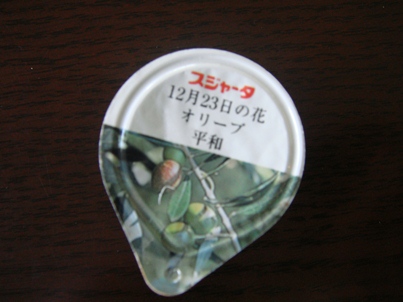 スジャータ
12月23日の花
オリーブ
平和